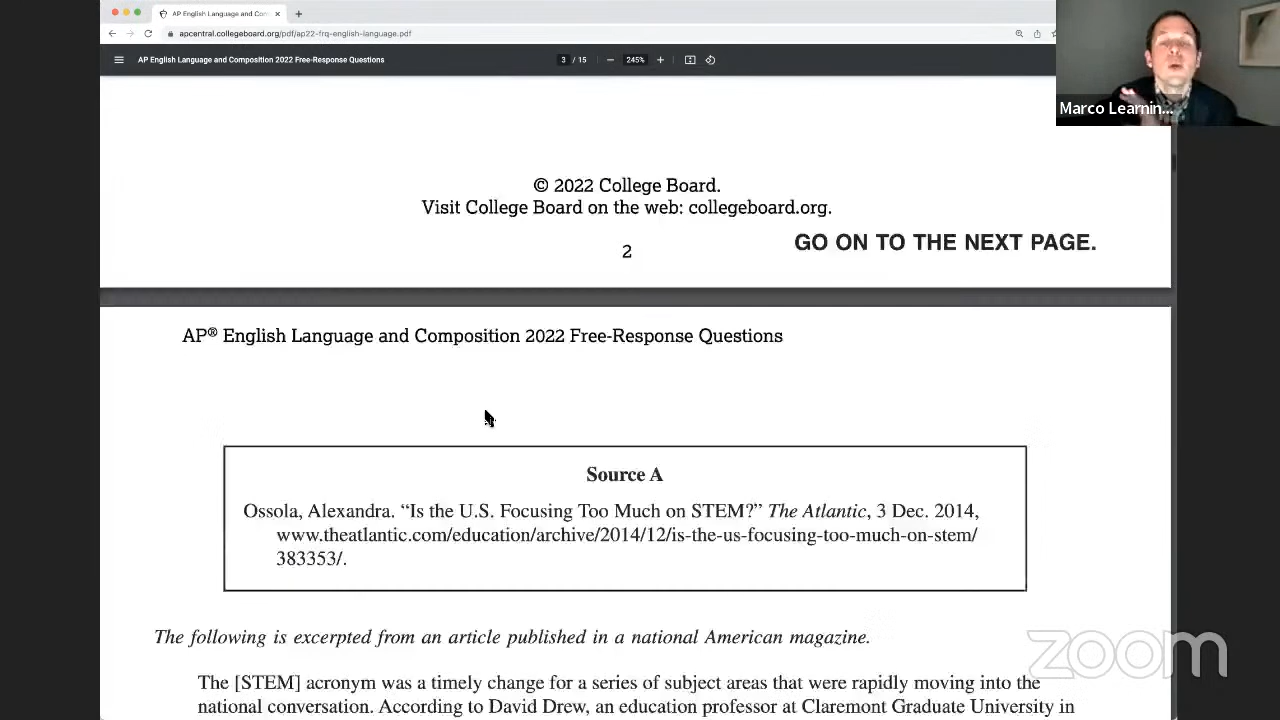 AP English Language and Com
apcentral.collegeboard.org/pdf/ap22-frq-english-language.pdf
AP English Language and Composition 2022 Free-Response Questions
3 / 15
245%
Marco Learnin...
© 2022 College Board.
Visit College Board on the web: collegeboard.org.
2
GO ON TO THE NEXT PAGE.
AP® English Language and Composition 2022 Free-Response Questions
Source A
Ossola, Alexandra. “Is the U.S. Focusing Too Much on STEM?” The Atlantic, 3 Dec. 2014,
www.theatlantic.com/education/archive/2014/12/is-the-us-focusing-too-much-on-stem/
383353/.
The following is excerpted from an article published in a national American magazine.
The [STEM] acronym was a timely change for a series of subject areas that were rapidly moving into the
national conversation. According to David Drew, an education professor at Claremont Graduate University in
zoom